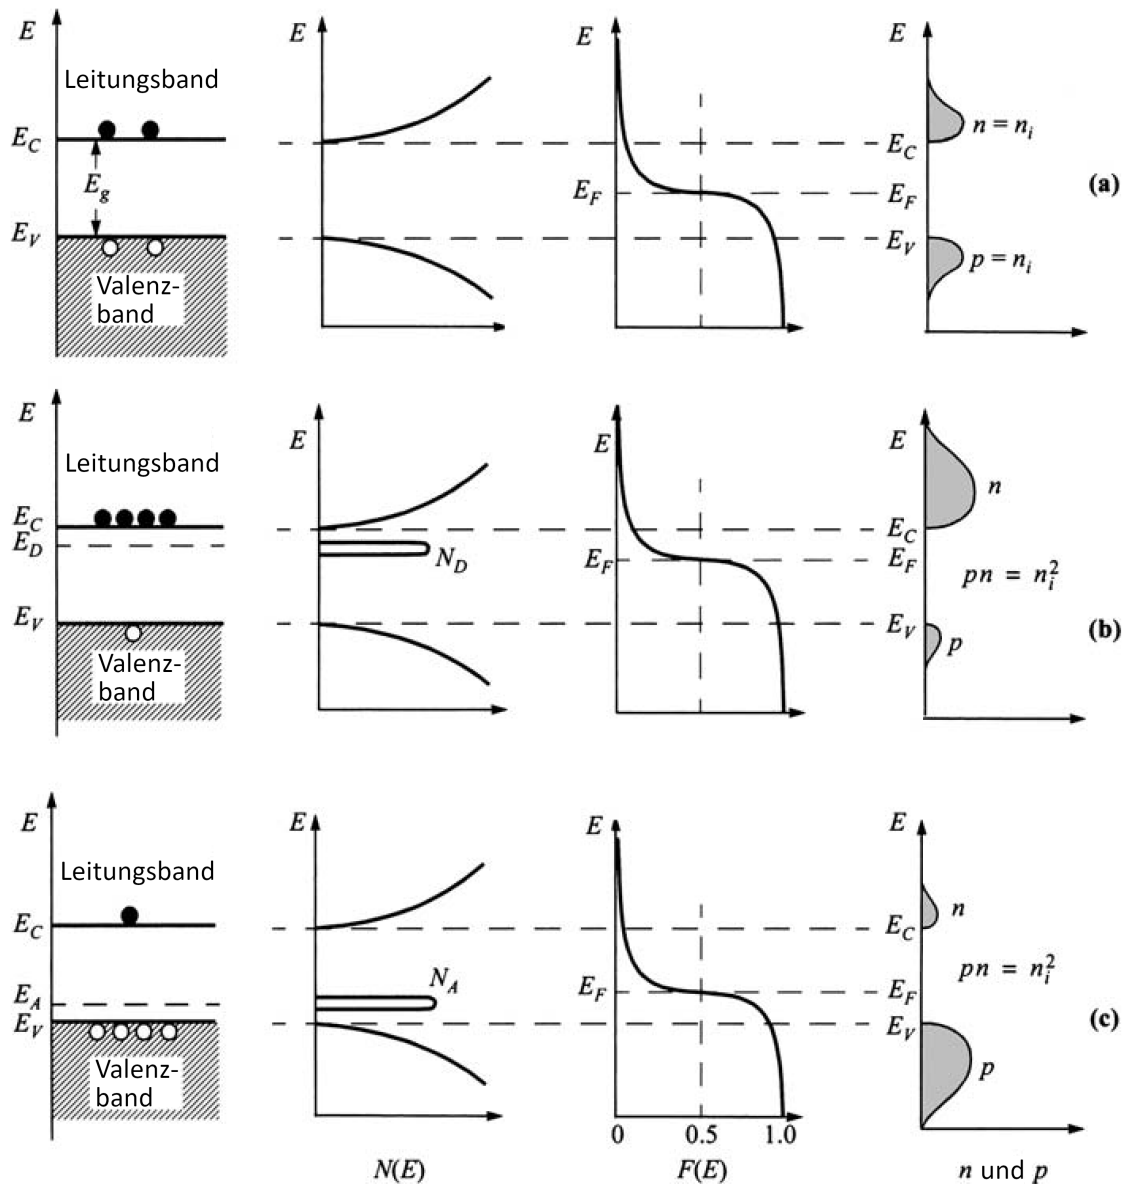 E
Leitungsband
E_C
E_g
E_V
Valenz-
band
E
E
E_F
E
n = n_i
E_C
E_F
E_V
p = n_i
(a)
E
Leitungsband
E_C
E_D
E_V
Valenz-
band
E
N_D
E
E_F
E
n
E_C
E_F
pn = n_i^2
E_V
p
(b)
E
Leitungsband
E_C
E_A
E_V
Valenz-
band
E
N_A
E
E_F
0 0.5 1.0
E
n
E_C
pn = n_i^2
E_F
E_V
p
(c)
N(E) F(E) n und p